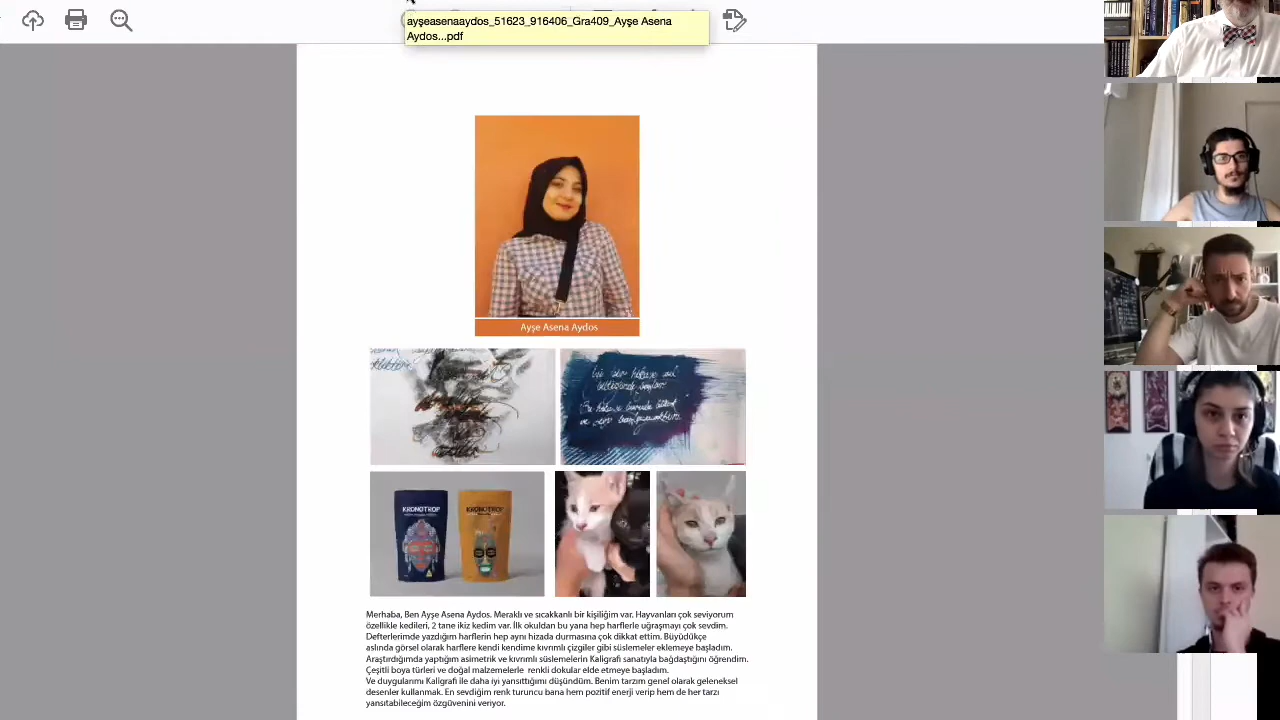 ayşeasenaaydos_51623_916406_Gra409_Ayşe Asena
Aydos...pdf
Ayşe Asena Aydos
KRONOTROP
KRONOTROP
Merhaba, Ben Ayşe Asena Aydos. Meraklı ve sıcakkanlı bir kişiliğim var. Hayvanları çok seviyorum
özellikle kedileri, 2 tane ikiz kedim var. İlk okuldan bu yana hep harflerle uğraşmayı çok sevdim.
Defterlerimde yazdığım harflerin hep aynı hizada durmasına çok dikkat ettim. Büyüdükçe
aslında görsel olarak harflere kendi kendime kıvrımlı çizgiler gibi süslemeler eklemeye başladım.
Araştırdığımda yaptığım asimetrik ve kıvrımlı süslemelerin Kaligrafi sanatıyla bağdaştığını öğrendim.
Çeşitli boya türleri ve doğal malzemelerle renkli dokular elde etmeye başladım.
Ve duygularımı Kaligrafi ile daha iyi yansıttığımı düşündüm. Benim tarzım genel olarak geleneksel
desenler kullanmak. En sevdiğim renk turuncu bana hem pozitif enerji verip hem de her tarzı
yansıtabileceğim özgüvenini veriyor.